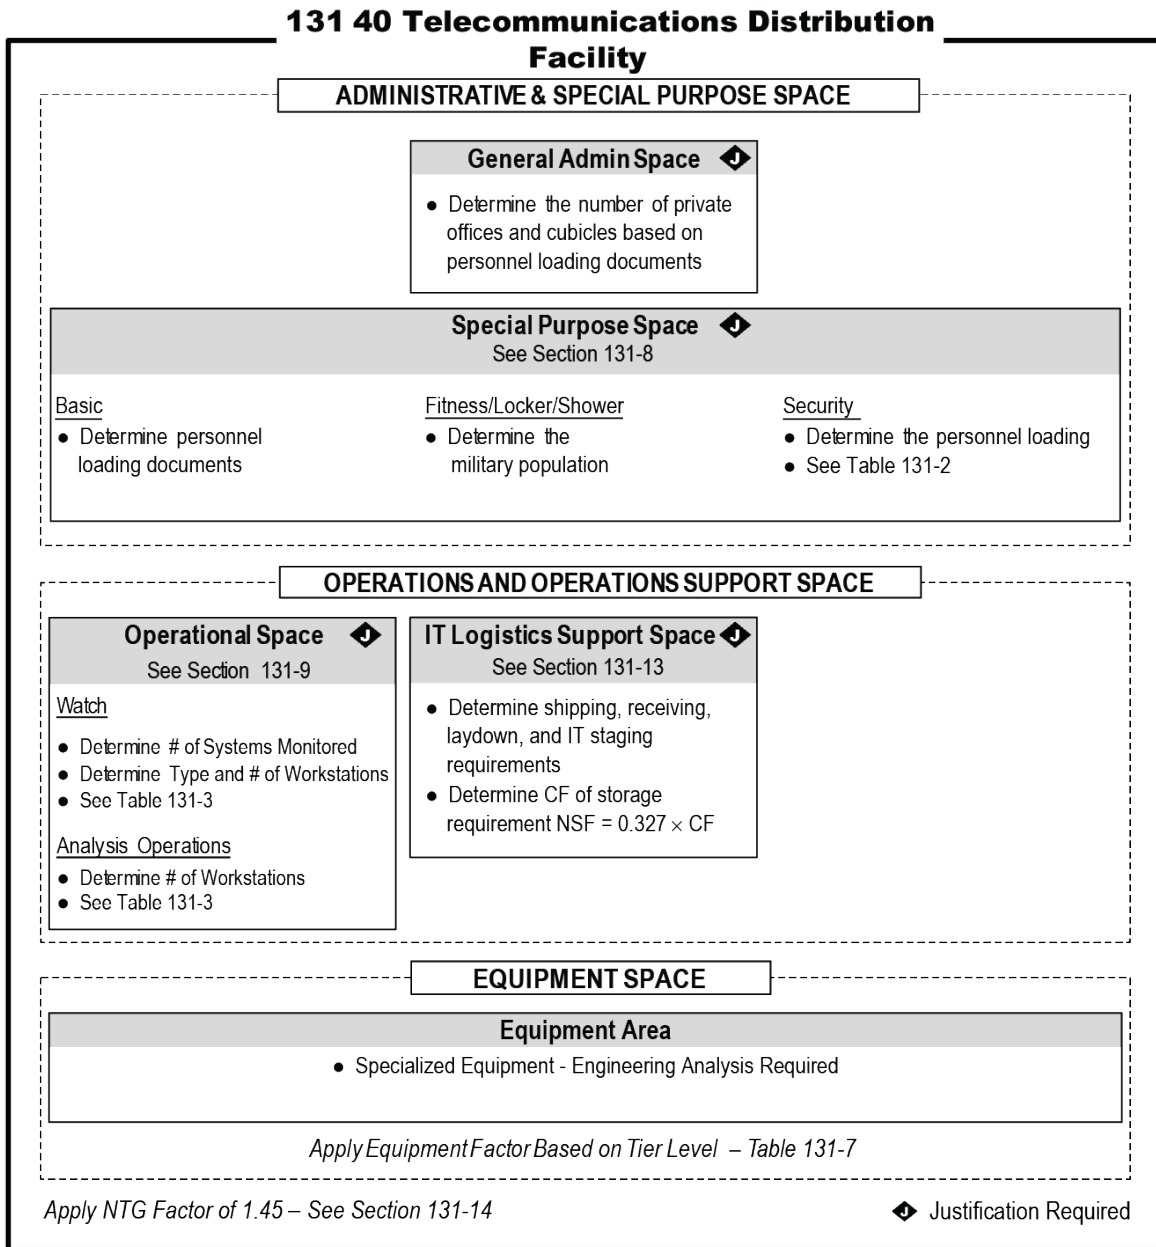 131 40 Telecommunications Distribution
Facility
ADMINISTRATIVE & SPECIAL PURPOSE SPACE
General Admin Space J
● Determine the number of private
offices and cubicles based on
personnel loading documents
Special Purpose Space J
See Section 131-8
Basic
● Determine personnel
loading documents
Fitness/Locker/Shower
● Determine the
military population
Security
● Determine the personnel loading
● See Table 131-2
OPERATIONS AND OPERATIONS SUPPORT SPACE
Operational Space J
See Section 131-9
Watch
● Determine # of Systems Monitored
● Determine Type and # of Workstations
● See Table 131-3
Analysis Operations
● Determine # of Workstations
● See Table 131-3
IT Logistics Support Space J
See Section 131-13
● Determine shipping, receiving,
laydown, and IT staging
requirements
● Determine CF of storage
requirement NSF = 0.327 × CF
EQUIPMENT SPACE
Equipment Area
● Specialized Equipment - Engineering Analysis Required
Apply Equipment Factor Based on Tier Level – Table 131-7
Apply NTG Factor of 1.45 – See Section 131-14
J Justification Required